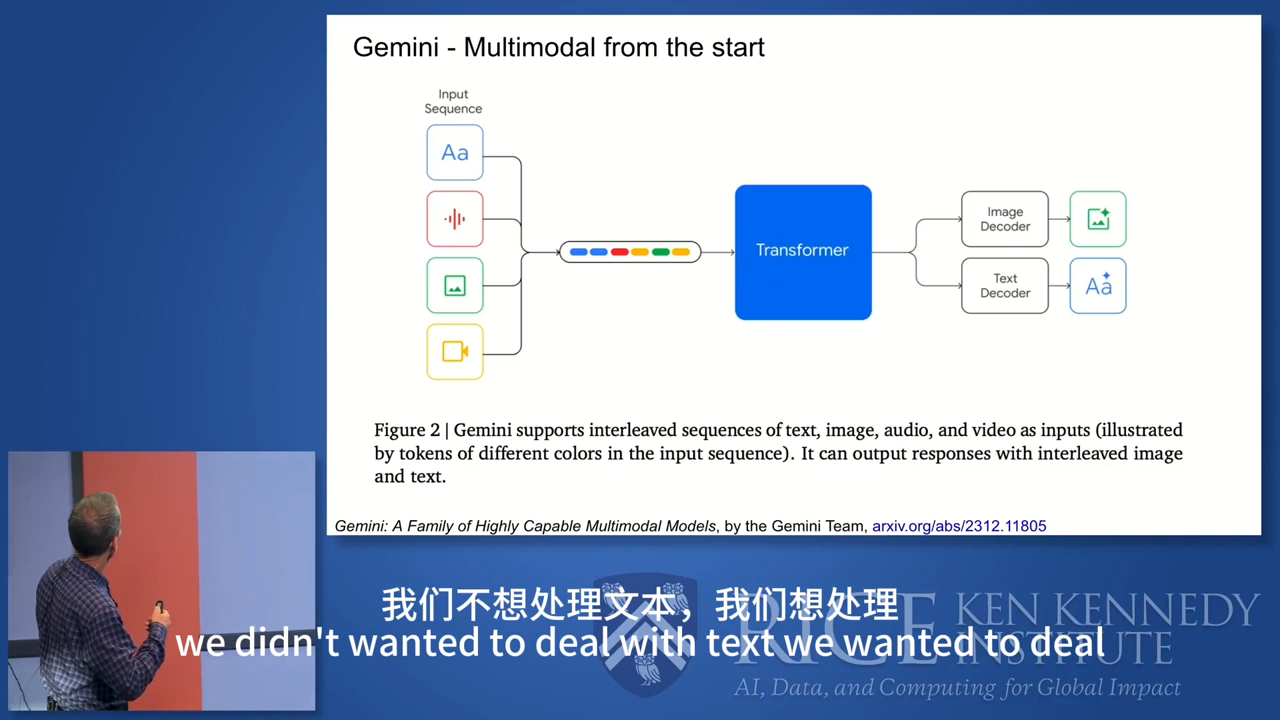 Gemini - Multimodal from the start
Input
Sequence
Aa
Transformer
Image
Decoder
Text
Decoder
Aa
Figure 2 | Gemini supports interleaved sequences of text, image, audio, and video as inputs (illustrated
by tokens of different colors in the input sequence). It can output responses with interleaved image
and text.
Gemini: A Family of Highly Capable Multimodal Models, by the Gemini Team, arxiv.org/abs/2312.11805
我们不想处理文本，我们想处理
we didn't wanted to deal with text we wanted to deal
RICE
KEN KENNEDY
INSTITUTE
AI, Data, and Computing for Global Impact